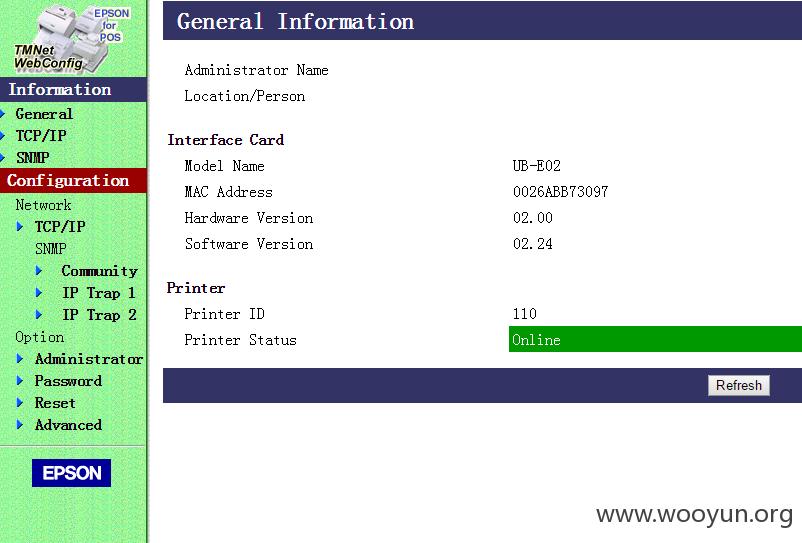 EPSON
for
POS
TMNet
WebConfig
Information
General
TCP/IP
SNMP
Configuration
Network
TCP/IP
SNMP
Community
IP Trap 1
IP Trap 2
Option
Administrator
Password
Reset
Advanced
EPSON
General Information
Administrator Name
Location/Person
Interface Card
Model Name UB-E02
MAC Address 0026ABB73097
Hardware Version 02.00
Software Version 02.24
Printer
Printer ID 110
Printer Status Online
Refresh
www.wooyun.org